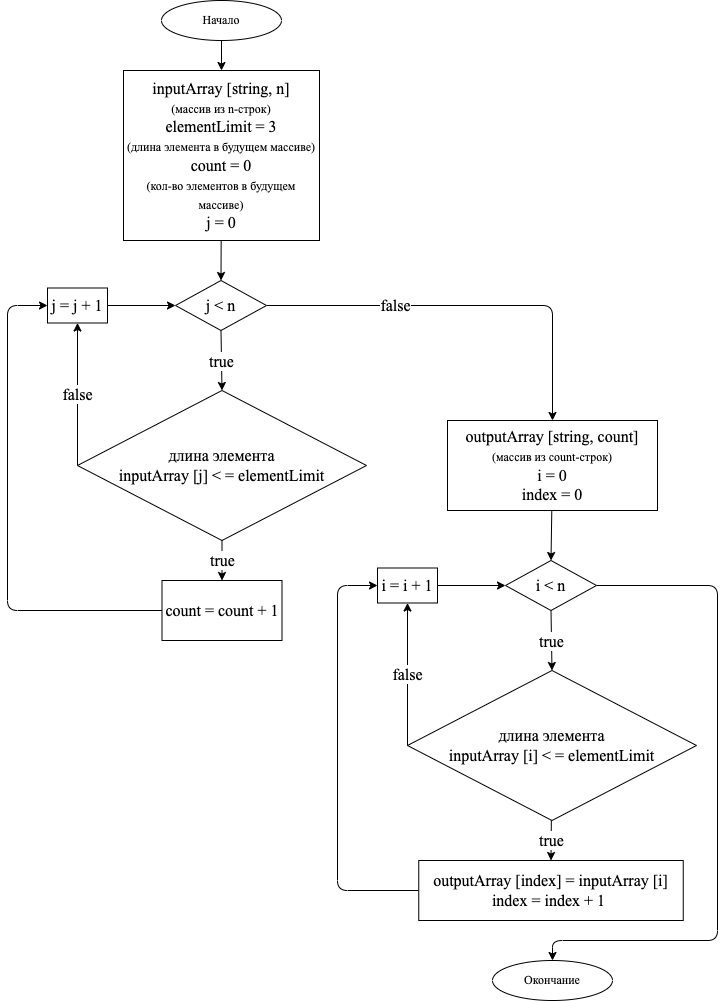 Начало
inputArray [string, n]
(массив из n-строк)
elementLimit = 3
(длина элемента в будущем массиве)
count = 0
(кол-во элементов в будущем
массиве)
j = 0
j = j + 1
j < n
false
true
false
длина элемента
inputArray [j] < = elementLimit
true
count = count + 1
outputArray [string, count]
(массив из count-строк)
i = 0
index = 0
i = i + 1
i < n
true
false
длина элемента
inputArray [i] < = elementLimit
true
outputArray [index] = inputArray [i]
index = index + 1
Окончание